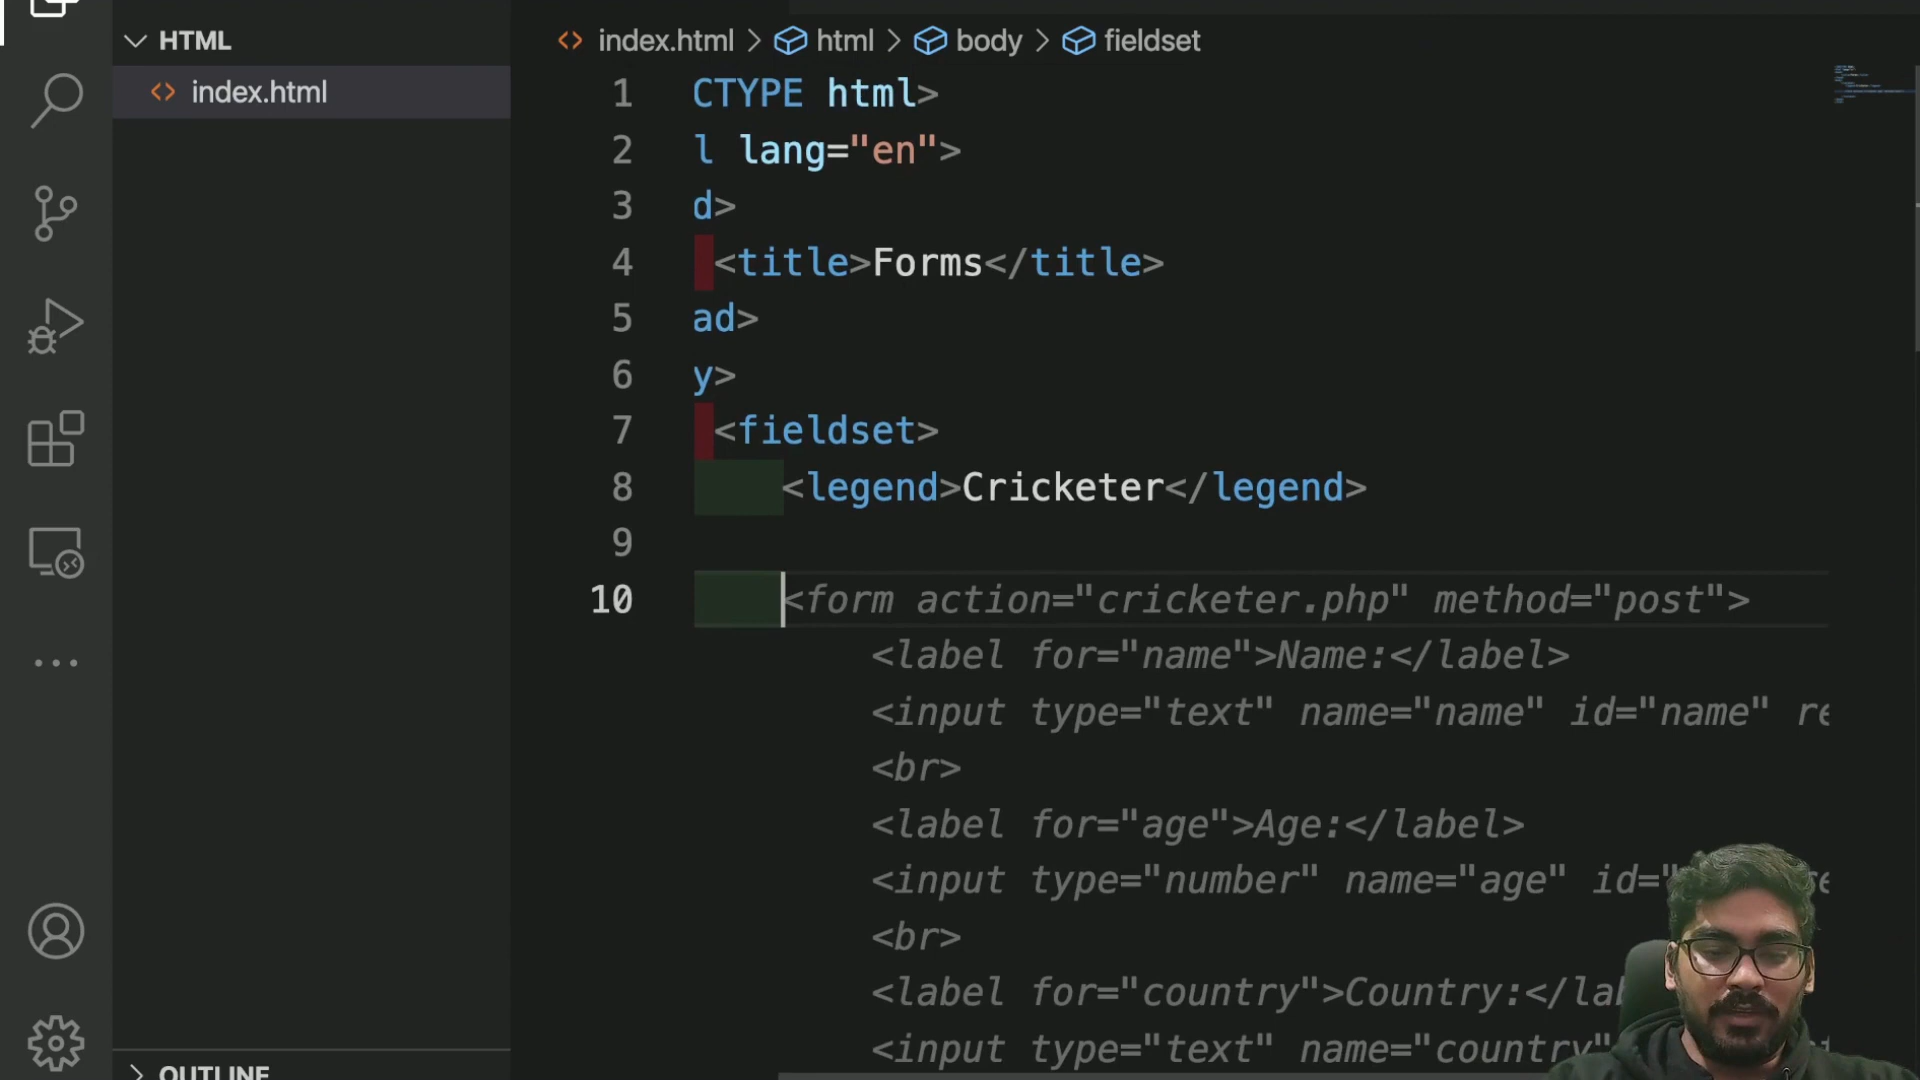 HTML
index.html
index.html > html > body > fieldset
1 CTYPE html>
2 l lang="en">
3 d>
4 <title>Forms</title>
5 ad>
6 y>
7 <fieldset>
8 <legend>Cricketer</legend>
9
10 <form action="cricketer.php" method="post">
<label for="name">Name:</label>
<input type="text" name="name" id="name" re
<br>
<label for="age">Age:</label>
<input type="number" name="age" id="
<br>
<label for="country">Country:</la
<input type="text" name="country"
OUTLINE